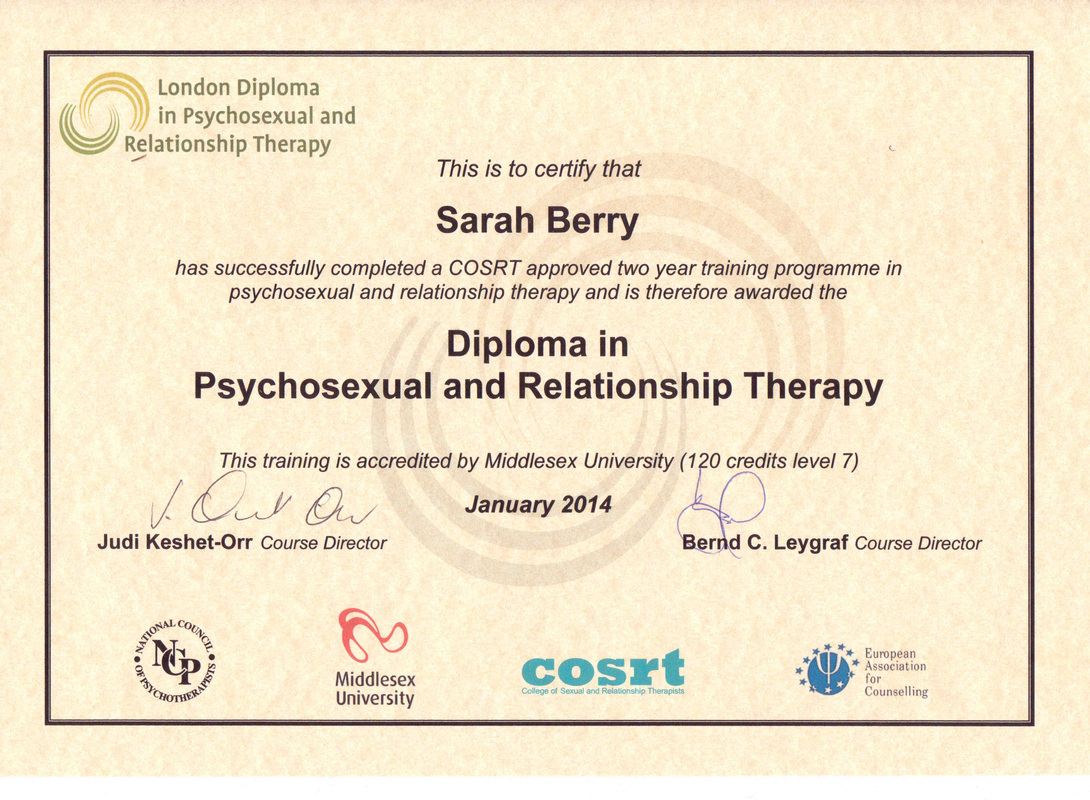 London Diploma
in Psychosexual and
Relationship Therapy
This is to certify that
Sarah Berry
has successfully completed a COSRT approved two year training programme in
psychosexual and relationship therapy and is therefore awarded the
Diploma in
Psychosexual and Relationship Therapy
This training is accredited by Middlesex University (120 credits level 7)
January 2014
Judi Keshet-Orr Course Director
Bernd C. Leygraf Course Director
NATIONAL COUNCIL
NCP
OF PSYCHOTHERAPISTS
Middlesex
University
cosrt
College of Sexual and Relationship Therapists
European
Association
for
Counselling